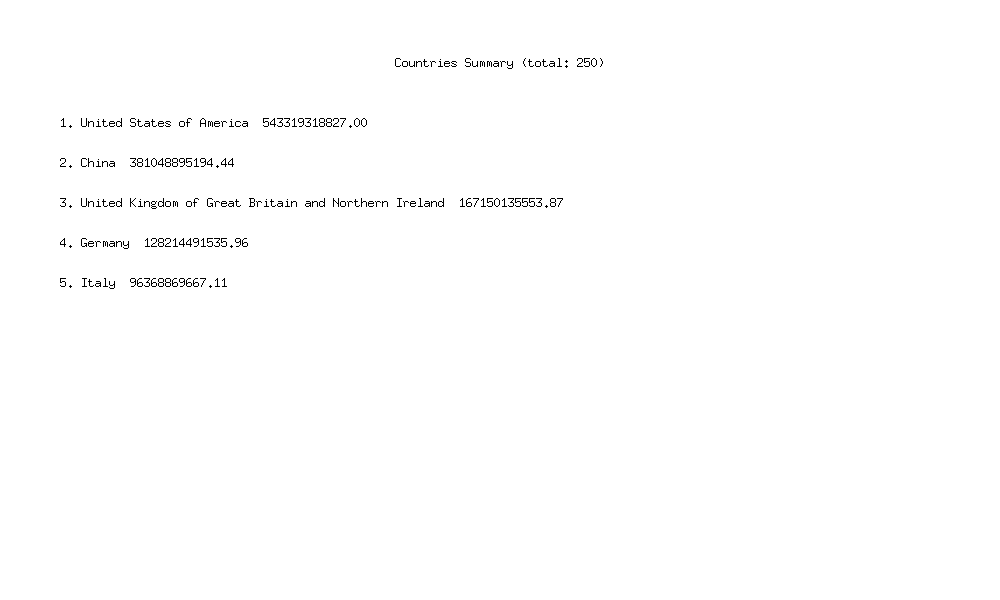 Countries Summary (total: 250)
1. United States of America  543319318827.00
2. China  381048895194.44
3. United Kingdom of Great Britain and Northern Ireland  167150135553.87
4. Germany  128214491535.96
5. Italy  96368869667.11